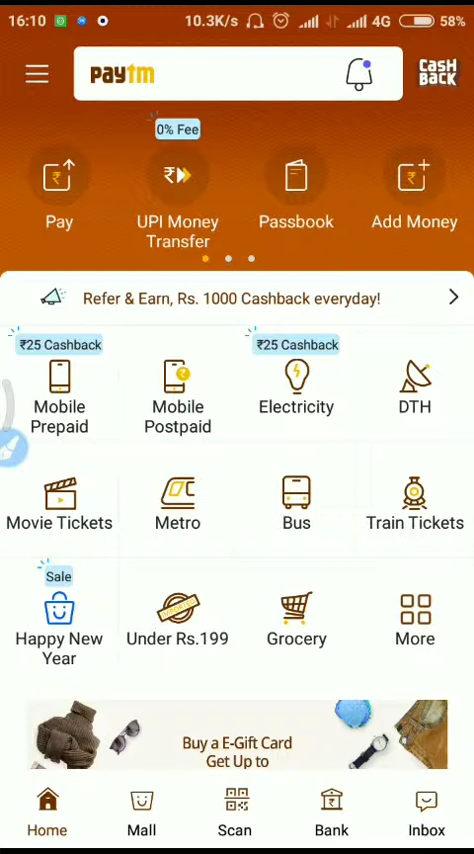 16:10
10.3K/s
4G
58%
paytm
CASH
BACK
0% Fee
Pay
UPI Money
Transfer
Passbook
Add Money
Refer & Earn, Rs. 1000 Cashback everyday!
₹25 Cashback
₹25 Cashback
Mobile
Prepaid
Mobile
Postpaid
Electricity
DTH
Movie Tickets
Metro
Bus
Train Tickets
Sale
Happy New
Year
Under Rs.199
Grocery
More
Buy a E-Gift Card
Get Up to
Home
Mall
Scan
Bank
Inbox